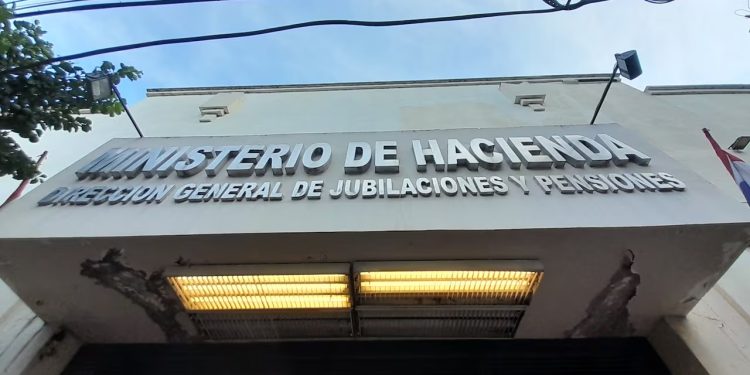 MINISTERIO DE HACIENDA
DIRECCION GENERAL DE JUBILACIONES Y PENSIONES